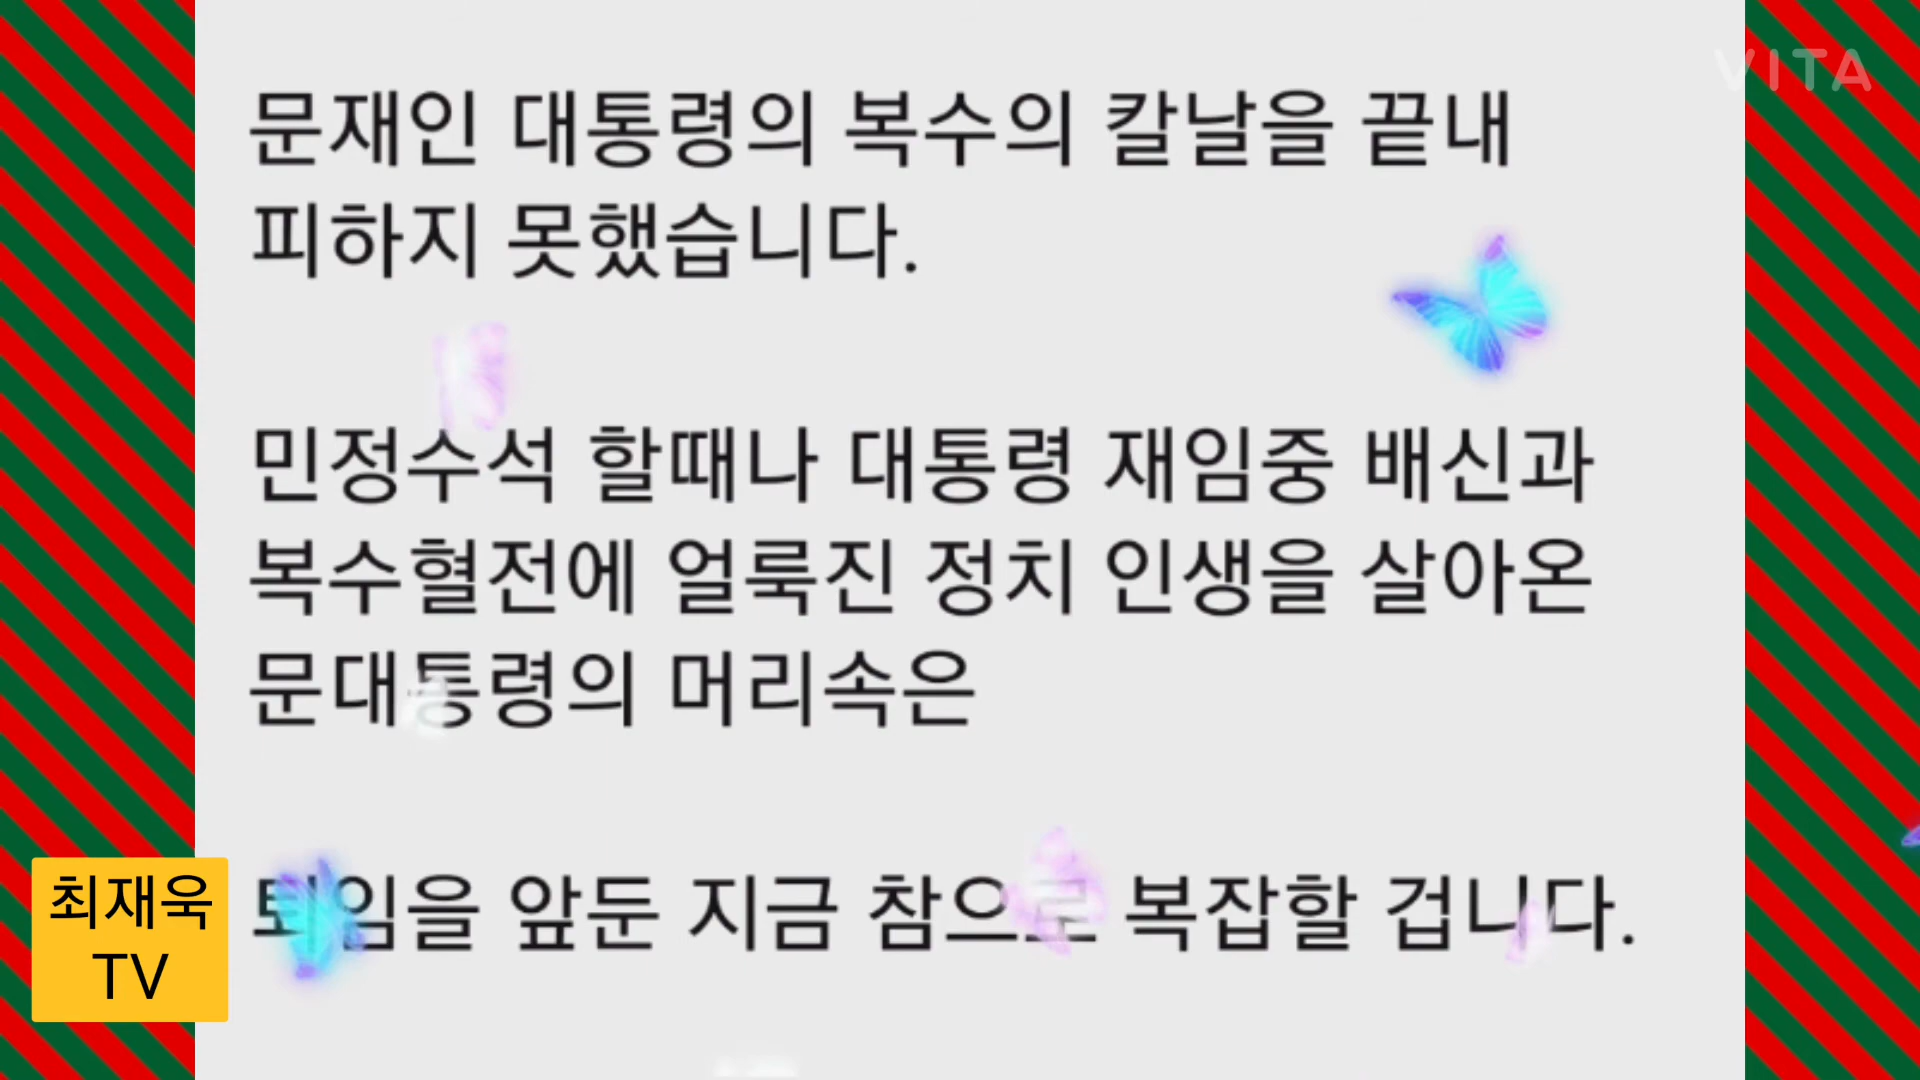 VITA
문재인 대통령의 복수의 칼날을 끝내
피하지 못했습니다.
민정수석 할때나 대통령 재임중 배신과
복수혈전에 얼룩진 정치 인생을 살아온
문대통령의 머리속은
퇴임을 앞둔 지금 참으로 복잡할 겁니다.
최재욱
TV